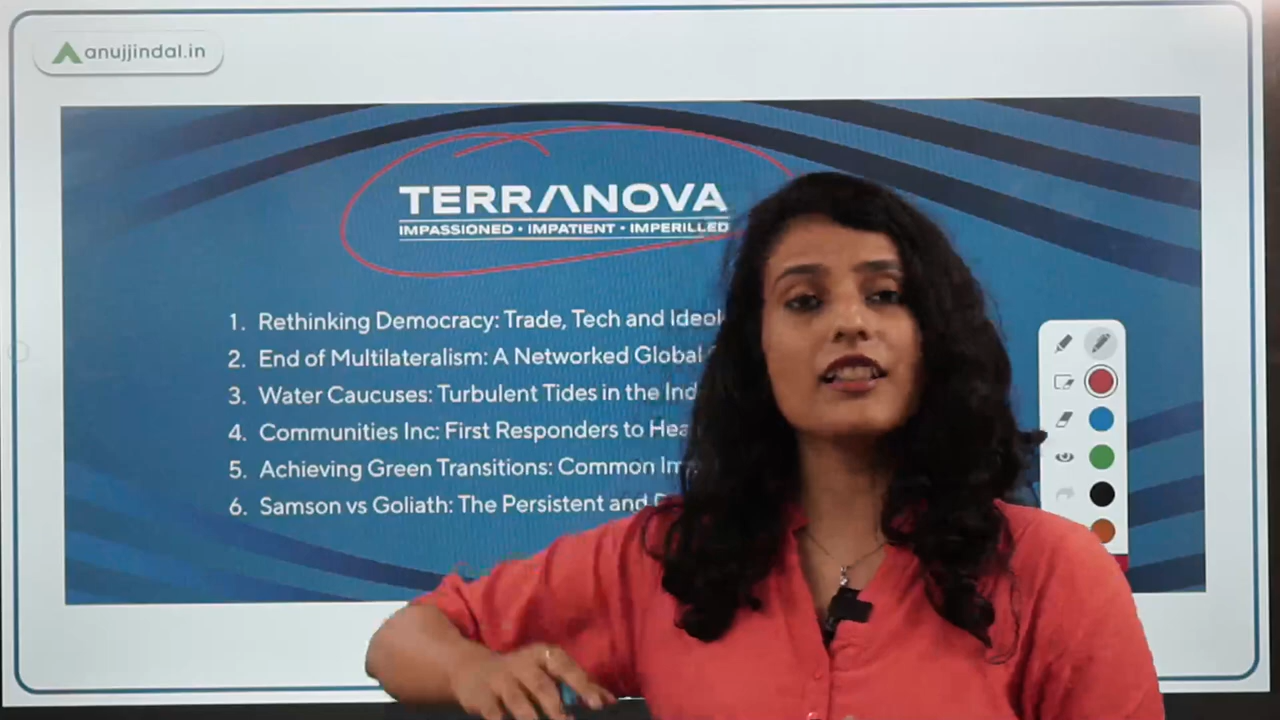 anujjindal.in
TERRANOVA
IMPASSIONED • IMPATIENT • IMPERILLED
1. Rethinking Democracy: Trade, Tech and
2. End of Multilateralism: A Networked Global
3. Water Caucuses: Turbulent Tides in the
4. Communities Inc: First Responders to
5. Achieving Green Transitions: Common
6. Samson vs Goliath: The Persistent and